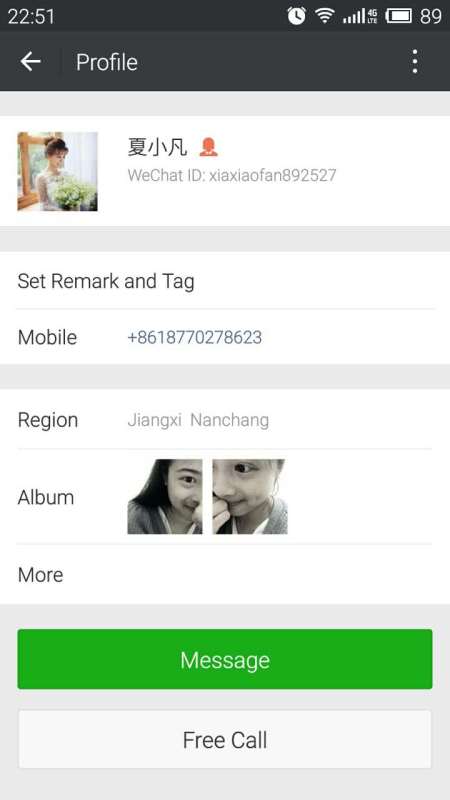 22:51 4G LTE 89
Profile
夏小凡
WeChat ID: xiaxiaofan892527
Set Remark and Tag
Mobile +8618770278623
Region Jiangxi Nanchang
Album
More
Message
Free Call